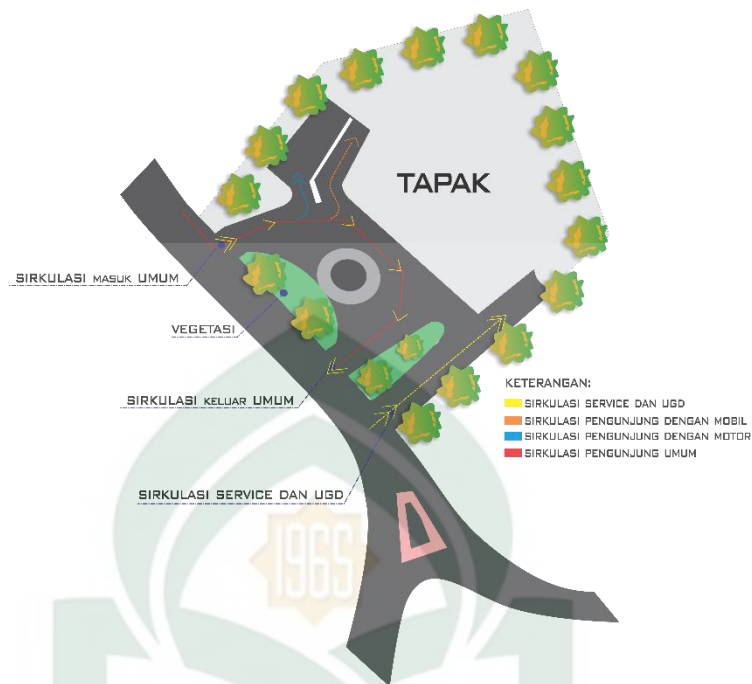 TAPAK
SIRKULASI MASUK UMUM
VEGETASI
SIRKULASI KELUAR UMUM
KETERANGAN:
SIRKULASI SERVICE DAN UGD
SIRKULASI PENGUNJUNG DENGAN MOBIL
SIRKULASI PENGUNJUNG DENGAN MOTOR
SIRKULASI PENGUNJUNG UMUM
SIRKULASI SERVICE DAN UGD
1965